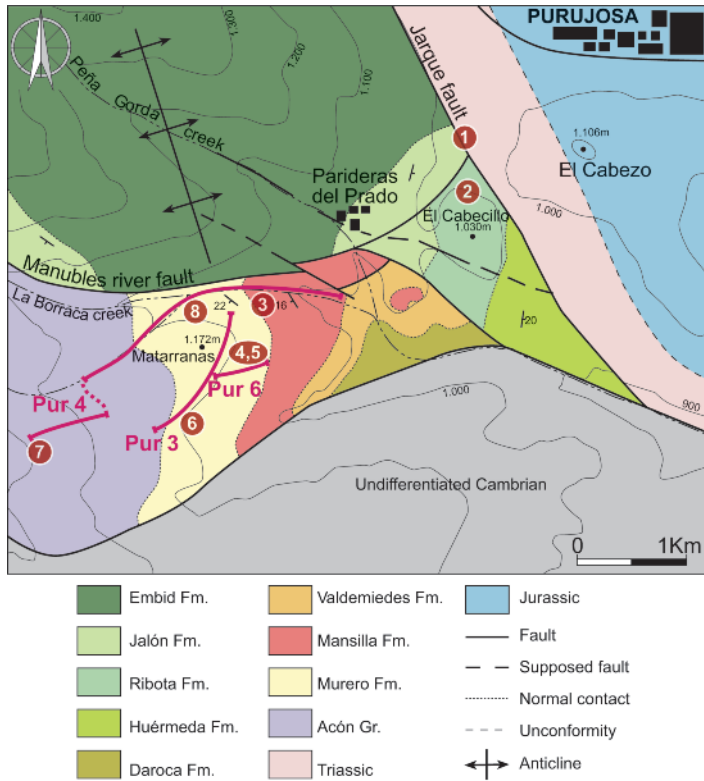 1.400
1.300
PURUJOSA
1.200
Jarque fault
1.100
Peña Gorda creek
1
1.106m
El Cabezo
Parideras
del Prado
2
El Cabecillo
1.030m
1.000
Manubles river fault
La Borraca creek
8
22
3
16
20
1.172m
Matarranas
4,5
Pur 6
Pur 4
Pur 3
6
7
1.000
900
Undifferentiated Cambrian
0 1Km
Embid Fm.
Valdemiedes Fm.
Jurassic
Jalón Fm.
Mansilla Fm.
Fault
Ribota Fm.
Murero Fm.
Supposed fault
Normal contact
Huérmeda Fm.
Acón Gr.
Unconformity
Daroca Fm.
Triassic
Anticline